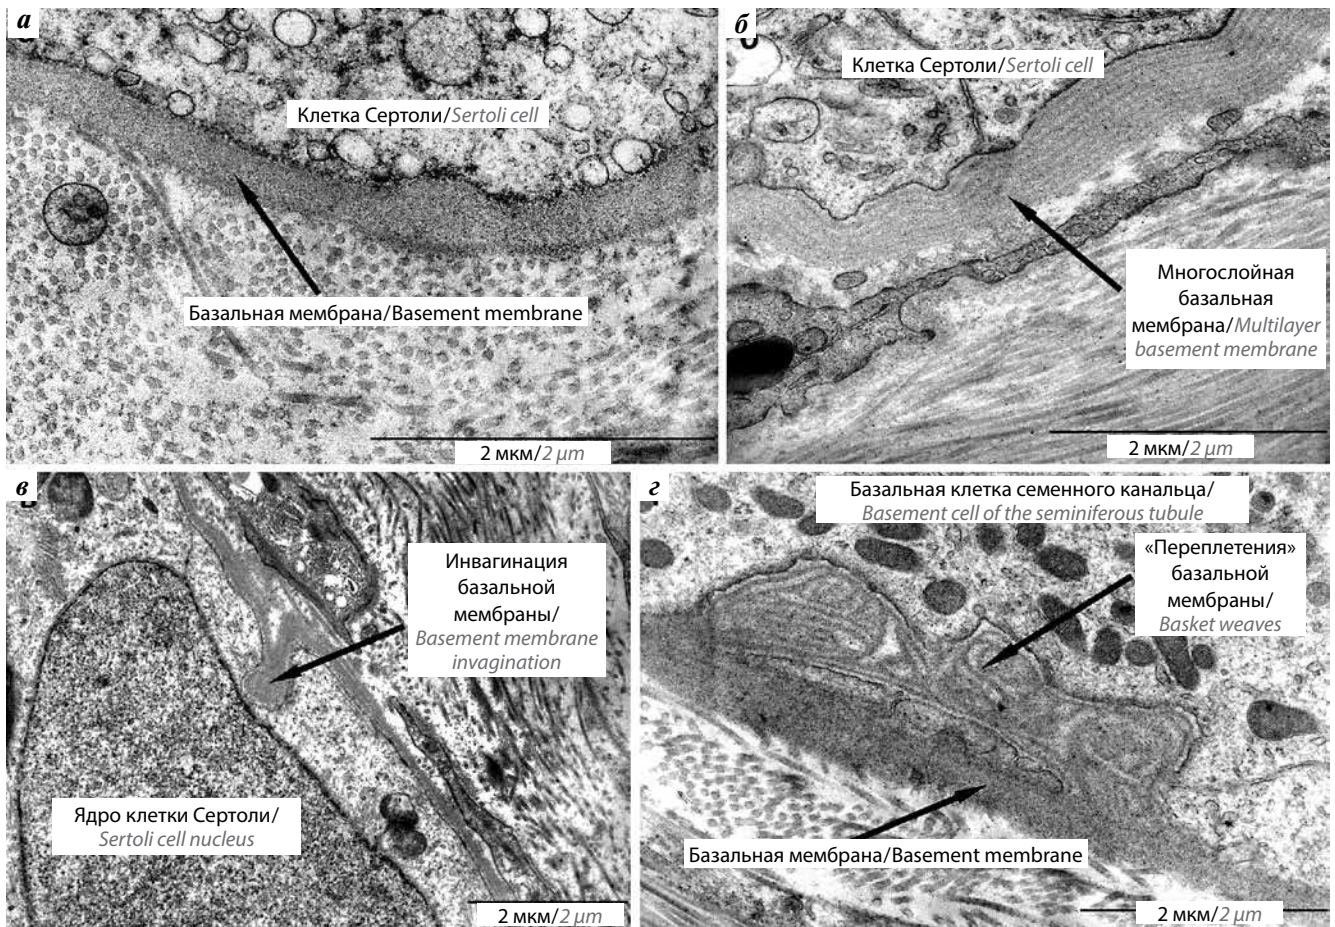 а
Клетка Сертоли/Sertoli cell
Базальная мембрана/Basement membrane
2 мкм/2 µm
б
Клетка Сертоли/Sertoli cell
Многослойная
базальная
мембрана/Multilayer
basement membrane
2 мкм/2 µm
в
Инвагинация
базальной
мембраны/
Basement membrane
invagination
Ядро клетки Сертоли/
Sertoli cell nucleus
2 мкм/2 µm
г
Базальная клетка семенного канальца/
Basement cell of the seminiferous tubule
«Переплетения»
базальной
мембраны/
Basket weaves
Базальная мембрана/Basement membrane
2 мкм/2 µm